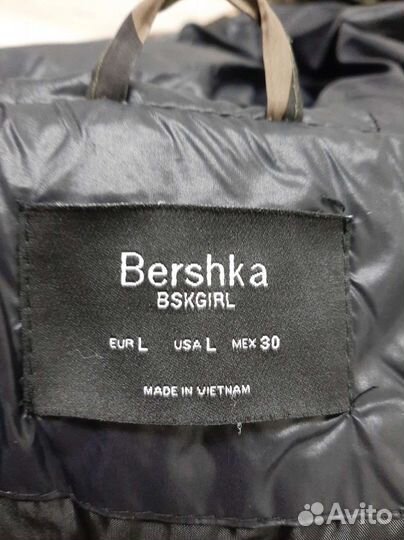 Bershka
BSKGIRL
EUR L USA L MEX 30
MADE IN VIETNAM
Avito